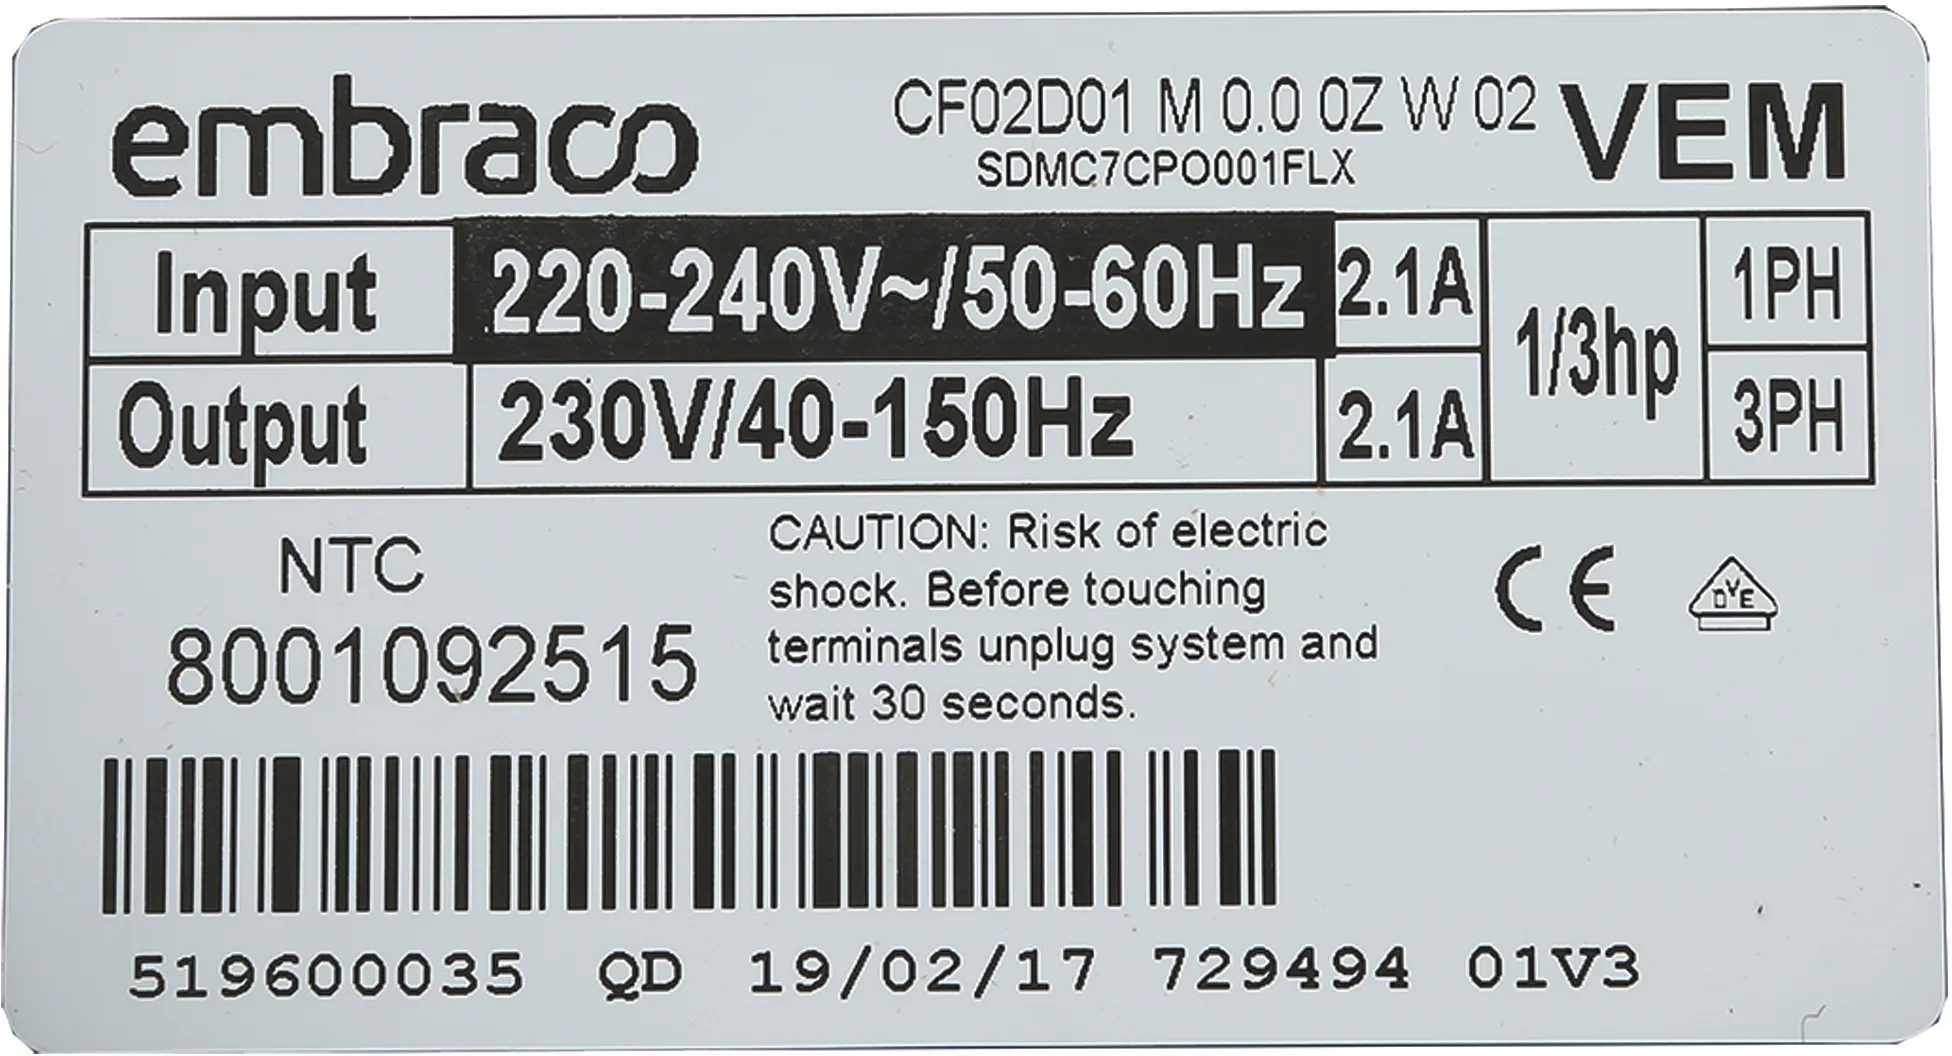 embraco
CF02D01 M 0.0 0Z W 02 VEM
SDMC7CPO001FLX
Input 220-240V~/50-60Hz 2.1A 1/3hp 1PH
Output 230V/40-150Hz 2.1A 3PH
NTC
8001092515
CAUTION: Risk of electric
shock. Before touching
terminals unplug system and
wait 30 seconds.
CE
DVE
519600035 QD 19/02/17 729494 01V3